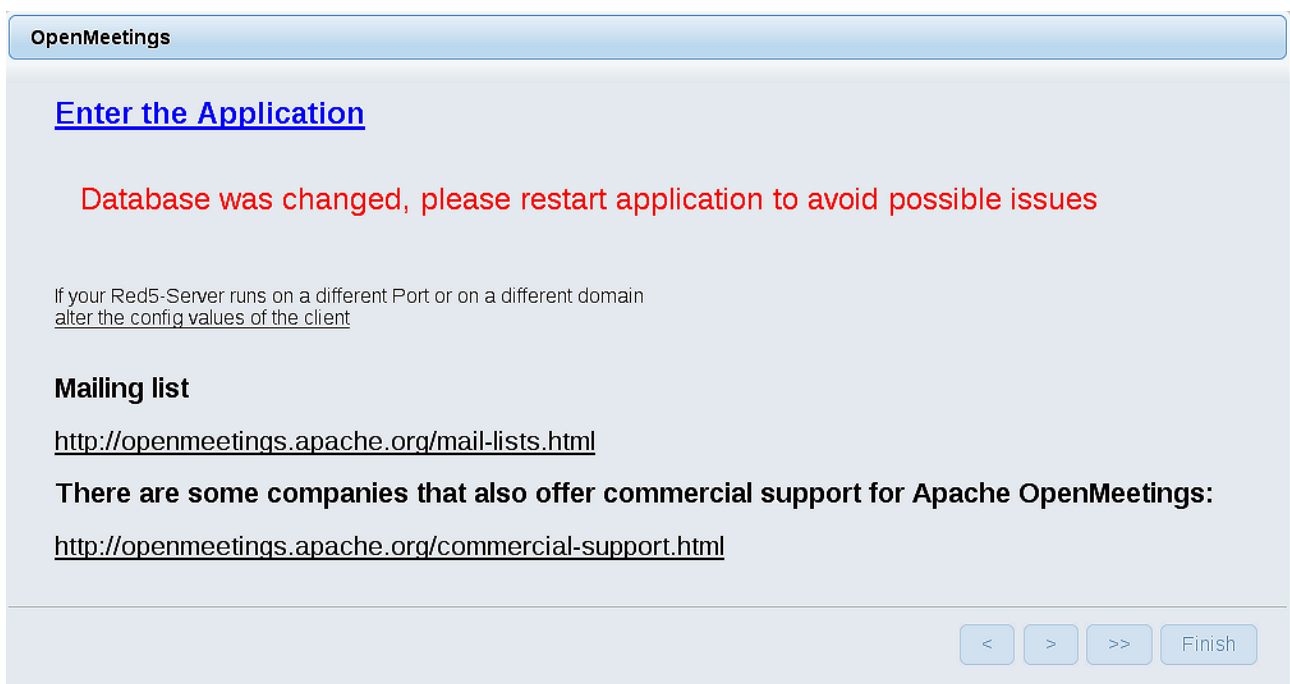 OpenMeetings
Enter the Application
Database was changed, please restart application to avoid possible issues
If your Red5-Server runs on a different Port or on a different domain
alter the config values of the client
Mailing list
http://openmeetings.apache.org/mail-lists.html
There are some companies that also offer commercial support for Apache OpenMeetings:
http://openmeetings.apache.org/commercial-support.html
< > >> Finish